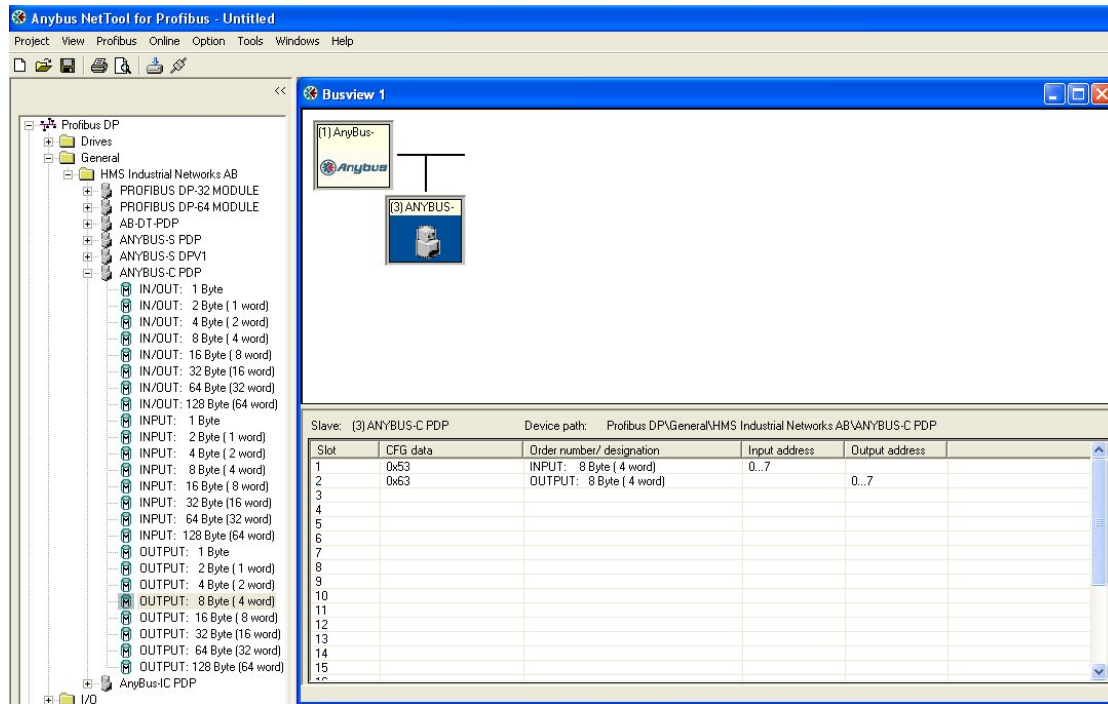 Anybus NetTool for Profibus - Untitled
Project View Profibus Online Option Tools Windows Help
<<
Profibus DP
Drives
General
HMS Industrial Networks AB
PROFIBUS DP-32 MODULE
PROFIBUS DP-64 MODULE
AB-DT-PDP
ANYBUS-S PDP
ANYBUS-S DPV1
ANYBUS-C PDP
IN/OUT: 1 Byte
IN/OUT: 2 Byte ( 1 word)
IN/OUT: 4 Byte ( 2 word)
IN/OUT: 8 Byte ( 4 word)
IN/OUT: 16 Byte ( 8 word)
IN/OUT: 32 Byte (16 word)
IN/OUT: 64 Byte (32 word)
IN/OUT: 128 Byte (64 word)
INPUT: 1 Byte
INPUT: 2 Byte ( 1 word)
INPUT: 4 Byte ( 2 word)
INPUT: 8 Byte ( 4 word)
INPUT: 16 Byte ( 8 word)
INPUT: 32 Byte (16 word)
INPUT: 64 Byte (32 word)
INPUT: 128 Byte (64 word)
OUTPUT: 1 Byte
OUTPUT: 2 Byte ( 1 word)
OUTPUT: 4 Byte ( 2 word)
OUTPUT: 8 Byte ( 4 word)
OUTPUT: 16 Byte ( 8 word)
OUTPUT: 32 Byte (16 word)
OUTPUT: 64 Byte (32 word)
OUTPUT: 128 Byte (64 word)
AnyBus-IC PDP
I/O
Busview 1
(1) AnyBus-
Anybus
(3) ANYBUS-
Slave: (3) ANYBUS-C PDP Device path: Profibus DP\General\HMS Industrial Networks AB\ANYBUS-C PDP
Slot CFG data Order number/ designation Input address Output address
1 0x53 INPUT: 8 Byte ( 4 word) 0...7
2 0x63 OUTPUT: 8 Byte ( 4 word) 0...7
3
4
5
6
7
8
9
10
11
12
13
14
15